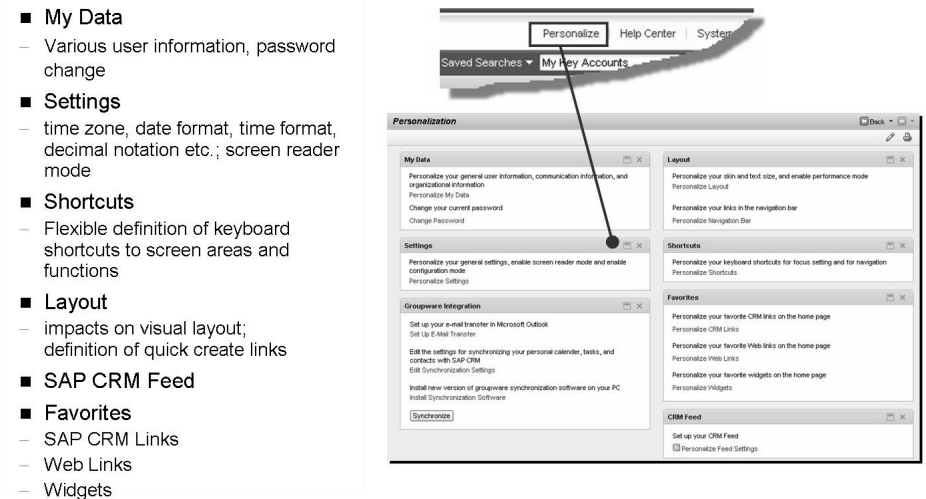 ■ My Data
– Various user information, password
change
■ Settings
– time zone, date format, time format,
decimal notation etc.; screen reader
mode
■ Shortcuts
– Flexible definition of keyboard
shortcuts to screen areas and
functions
■ Layout
– impacts on visual layout;
definition of quick create links
■ SAP CRM Feed
■ Favorites
– SAP CRM Links
– Web Links
– Widgets
Personalize | Help Center | System
Saved Searches ▼ My Key Accounts
Personalization
Back
My Data
Personalize your general user information, communication information, and
organizational information
Personalize My Data
Change your current password
Change Password
Settings
Personalize your general settings, enable screen reader mode and enable
configuration mode
Personalize Settings
Groupware Integration
Set up your e-mail transfer in Microsoft Outlook
Set Up E-Mail Transfer
Edit the settings for synchronizing your personal calender, tasks, and
contacts with SAP CRM
Edit Synchronization Settings
Install new version of groupware synchronization software on your PC
Install Synchronization Software
Synchronize
Layout
Personalize your skin and text size, and enable performance mode
Personalize Layout
Personalize your links in the navigation bar
Personalize Navigation Bar
Shortcuts
Personalize your keyboard shortcuts for focus setting and for navigation
Personalize Shortcuts
Favorites
Personalize your favorite CRM links on the home page
Personalize CRM Links
Personalize your favorite Web links on the home page
Personalize Web Links
Personalize your favorite widgets on the home page
Personalize Widgets
CRM Feed
Set up your CRM Feed
Personalize Feed Settings